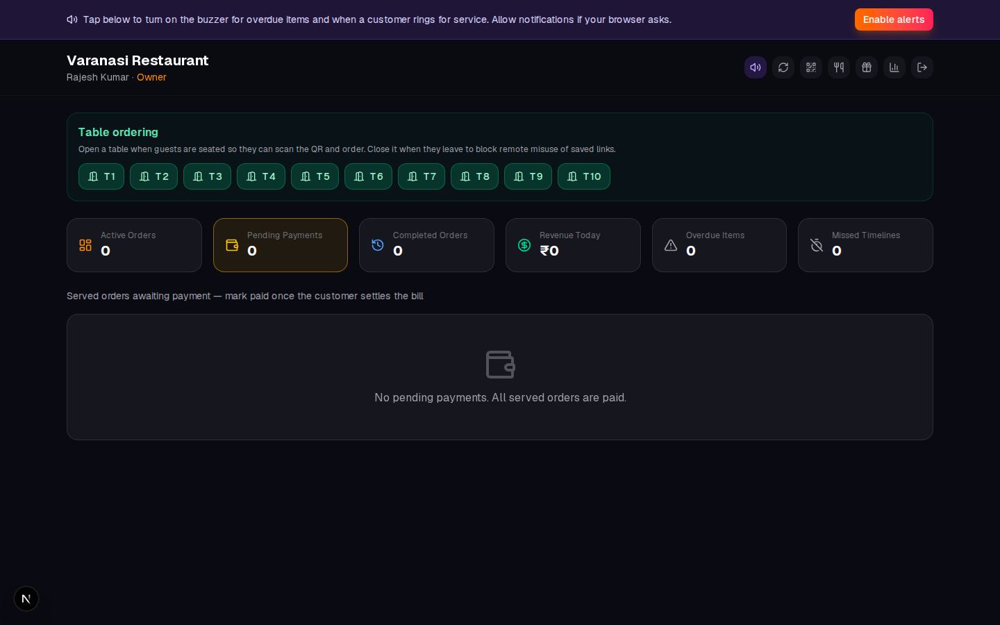 Tap below to turn on the buzzer for overdue items and when a customer rings for service. Allow notifications if your browser asks.
Enable alerts
Varanasi Restaurant
Rajesh Kumar · Owner
Table ordering
Open a table when guests are seated so they can scan the QR and order. Close it when they leave to block remote misuse of saved links.
T1 T2 T3 T4 T5 T6 T7 T8 T9 T10
Active Orders
0
Pending Payments
0
Completed Orders
0
Revenue Today
₹0
Overdue Items
0
Missed Timelines
0
Served orders awaiting payment — mark paid once the customer settles the bill
No pending payments. All served orders are paid.
N